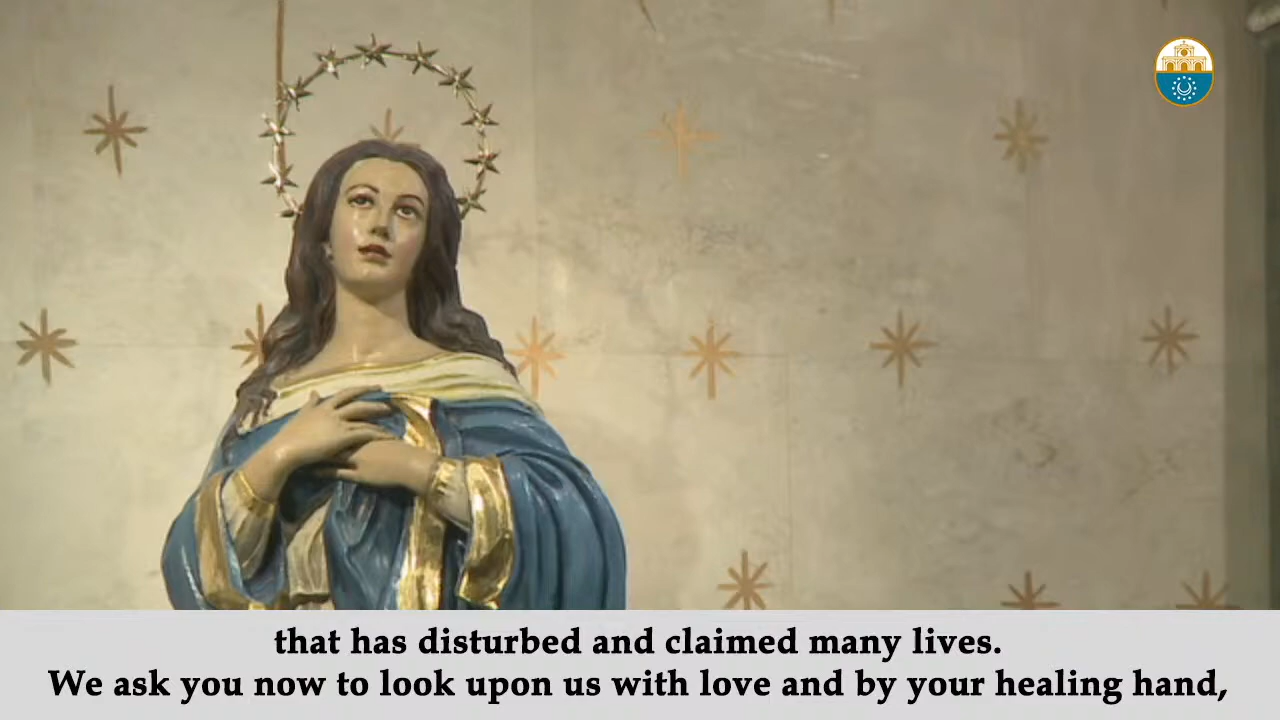 that has disturbed and claimed many lives.
We ask you now to look upon us with love and by your healing hand,